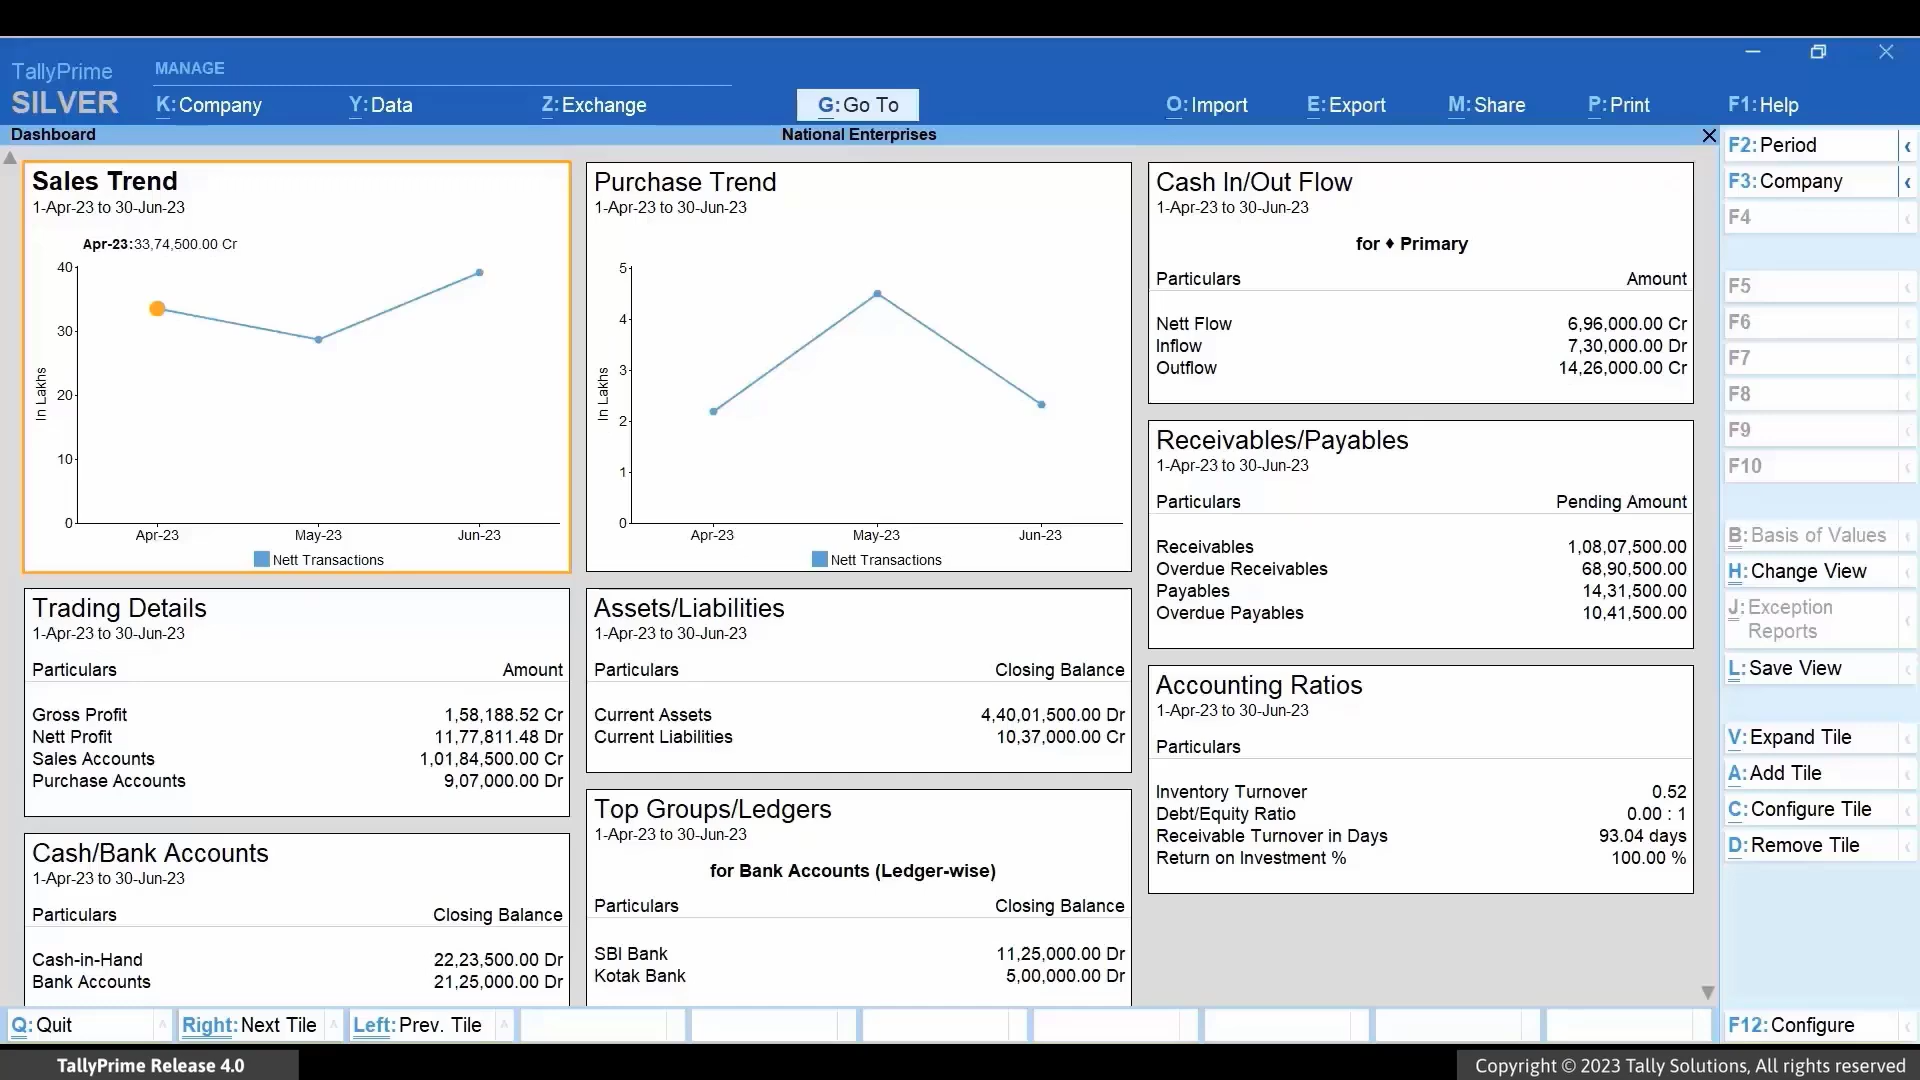 TallyPrime
SILVER
MANAGE
K:Company
Y:Data
Z:Exchange
G:Go To
O:Import
E:Export
M:Share
P:Print
F1:Help
Dashboard
National Enterprises
Sales Trend
1-Apr-23 to 30-Jun-23
Apr-23:33,74,500.00 Cr
40
30
20
10
0
In Lakhs
Apr-23
May-23
Jun-23
Nett Transactions
Trading Details
1-Apr-23 to 30-Jun-23
Particulars Amount
Gross Profit 1,58,188.52 Cr
Nett Profit 11,77,811.48 Dr
Sales Accounts 1,01,84,500.00 Cr
Purchase Accounts 9,07,000.00 Dr
Cash/Bank Accounts
1-Apr-23 to 30-Jun-23
Particulars Closing Balance
Cash-in-Hand 22,23,500.00 Dr
Bank Accounts 21,25,000.00 Dr
Purchase Trend
1-Apr-23 to 30-Jun-23
5
4
3
2
1
0
In Lakhs
Apr-23
May-23
Jun-23
Nett Transactions
Assets/Liabilities
1-Apr-23 to 30-Jun-23
Particulars Closing Balance
Current Assets 4,40,01,500.00 Dr
Current Liabilities 10,37,000.00 Cr
Top Groups/Ledgers
1-Apr-23 to 30-Jun-23
for Bank Accounts (Ledger-wise)
Particulars Closing Balance
SBI Bank 11,25,000.00 Dr
Kotak Bank 5,00,000.00 Dr
Cash In/Out Flow
1-Apr-23 to 30-Jun-23
for ♦ Primary
Particulars Amount
Nett Flow 6,96,000.00 Cr
Inflow 7,30,000.00 Dr
Outflow 14,26,000.00 Cr
Receivables/Payables
1-Apr-23 to 30-Jun-23
Particulars Pending Amount
Receivables 1,08,07,500.00
Overdue Receivables 68,90,500.00
Payables 14,31,500.00
Overdue Payables 10,41,500.00
Accounting Ratios
1-Apr-23 to 30-Jun-23
Particulars
Inventory Turnover 0.52
Debt/Equity Ratio 0.00 : 1
Receivable Turnover in Days 93.04 days
Return on Investment % 100.00 %
F2:Period
F3:Company
F4
F5
F6
F7
F8
F9
F10
B:Basis of Values
H:Change View
J:Exception
Reports
L:Save View
V:Expand Tile
A:Add Tile
C:Configure Tile
D:Remove Tile
F12:Configure
Q:Quit
Right:Next Tile
Left:Prev. Tile
TallyPrime Release 4.0
Copyright © 2023 Tally Solutions, All rights reserved